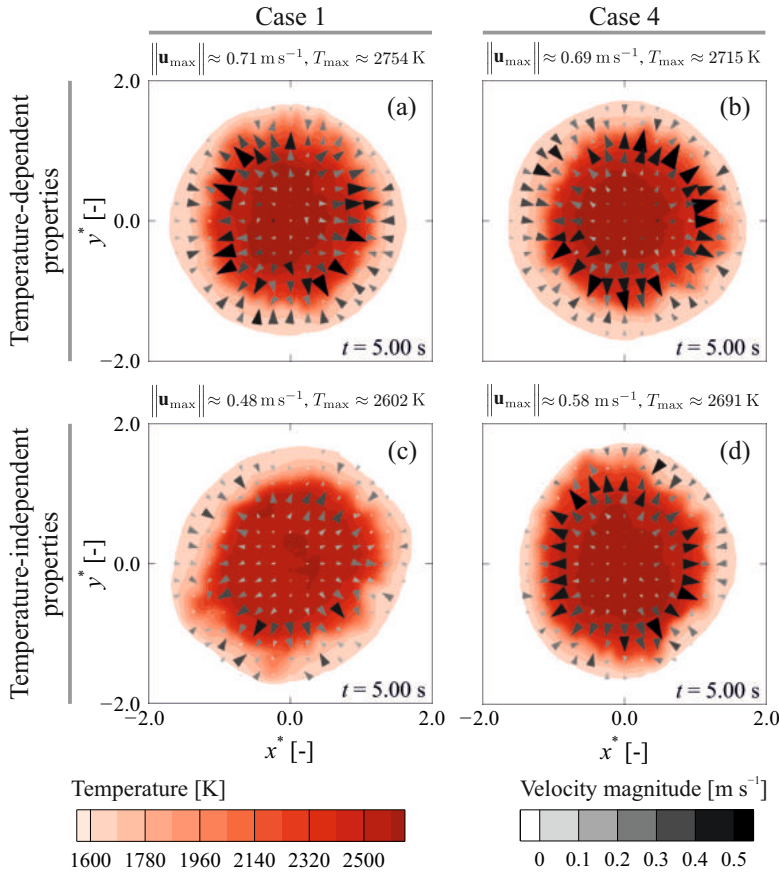 Case 1
Case 4
‖u_max‖ ≈ 0.71 m s⁻¹, T_max ≈ 2754 K
‖u_max‖ ≈ 0.69 m s⁻¹, T_max ≈ 2715 K
Temperature-dependent
properties
2.0
(a)
(b)
y* [-]
0.0
−2.0
t = 5.00 s
t = 5.00 s
‖u_max‖ ≈ 0.48 m s⁻¹, T_max ≈ 2602 K
‖u_max‖ ≈ 0.58 m s⁻¹, T_max ≈ 2691 K
Temperature-independent
properties
2.0
(c)
(d)
y* [-]
0.0
−2.0
t = 5.00 s
t = 5.00 s
−2.0 0.0 2.0
−2.0 0.0 2.0
x* [-]
x* [-]
Temperature [K]
1600 1780 1960 2140 2320 2500
Velocity magnitude [m s⁻¹]
0 0.1 0.2 0.3 0.4 0.5